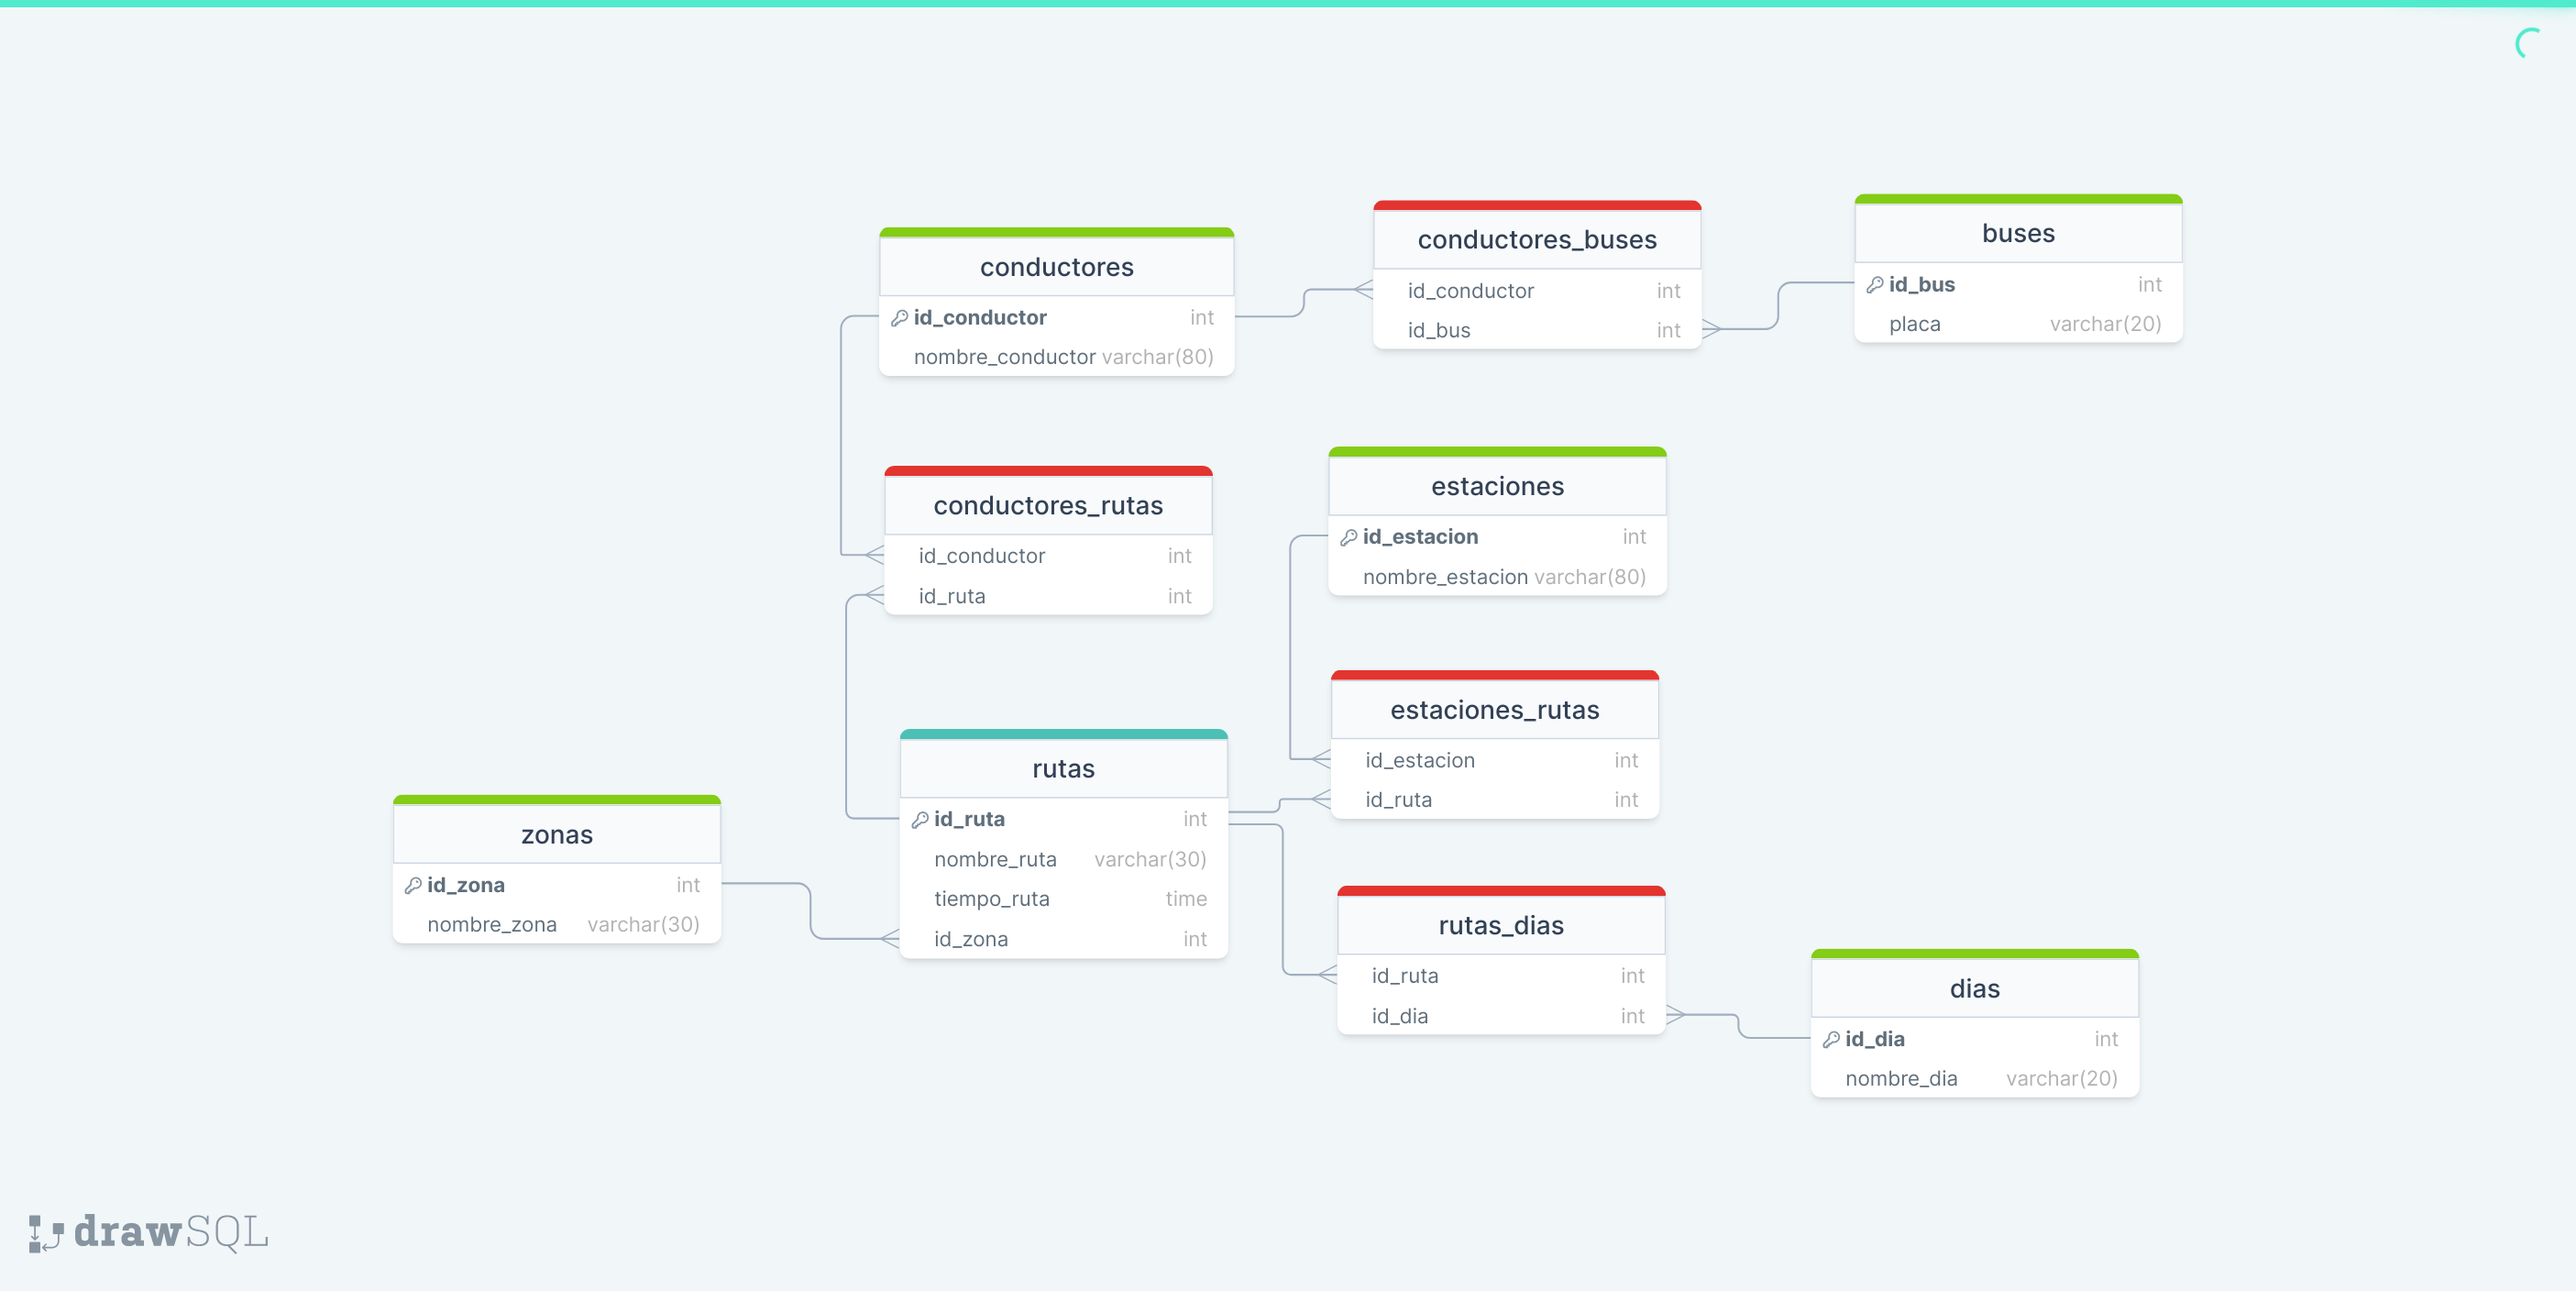 conductores
id_conductor int
nombre_conductor varchar(80)
conductores_buses
id_conductor int
id_bus int
buses
id_bus int
placa varchar(20)
conductores_rutas
id_conductor int
id_ruta int
estaciones
id_estacion int
nombre_estacion varchar(80)
estaciones_rutas
id_estacion int
id_ruta int
rutas
id_ruta int
nombre_ruta varchar(30)
tiempo_ruta time
id_zona int
zonas
id_zona int
nombre_zona varchar(30)
rutas_dias
id_ruta int
id_dia int
dias
id_dia int
nombre_dia varchar(20)
drawSQL